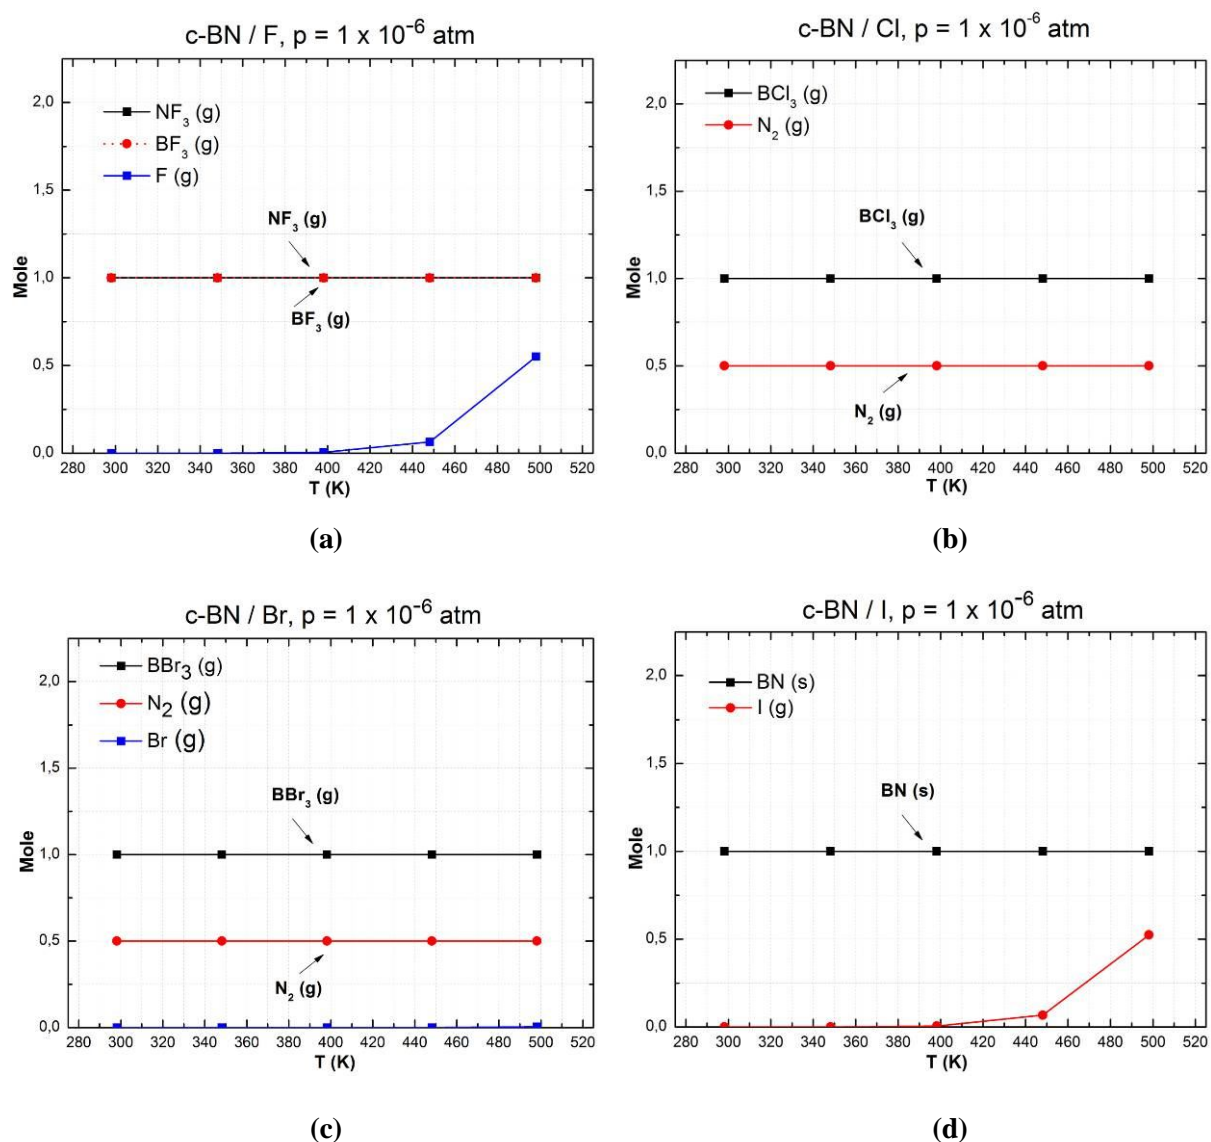 c-BN / F, p = 1 x 10⁻⁶ atm
NF₃ (g)
BF₃ (g)
F (g)
NF₃ (g)
BF₃ (g)
Mole
2,0
1,5
1,0
0,5
0,0
280 300 320 340 360 380 400 420 440 460 480 500 520
T (K)
(a)
c-BN / Cl, p = 1 x 10⁻⁶ atm
BCl₃ (g)
N₂ (g)
BCl₃ (g)
N₂ (g)
Mole
2,0
1,5
1,0
0,5
0,0
280 300 320 340 360 380 400 420 440 460 480 500 520
T (K)
(b)
c-BN / Br, p = 1 x 10⁻⁶ atm
BBr₃ (g)
N₂ (g)
Br (g)
BBr₃ (g)
N₂ (g)
Mole
2,0
1,5
1,0
0,5
0,0
280 300 320 340 360 380 400 420 440 460 480 500 520
T (K)
(c)
c-BN / I, p = 1 x 10⁻⁶ atm
BN (s)
I (g)
BN (s)
Mole
2,0
1,5
1,0
0,5
0,0
280 300 320 340 360 380 400 420 440 460 480 500 520
T (K)
(d)